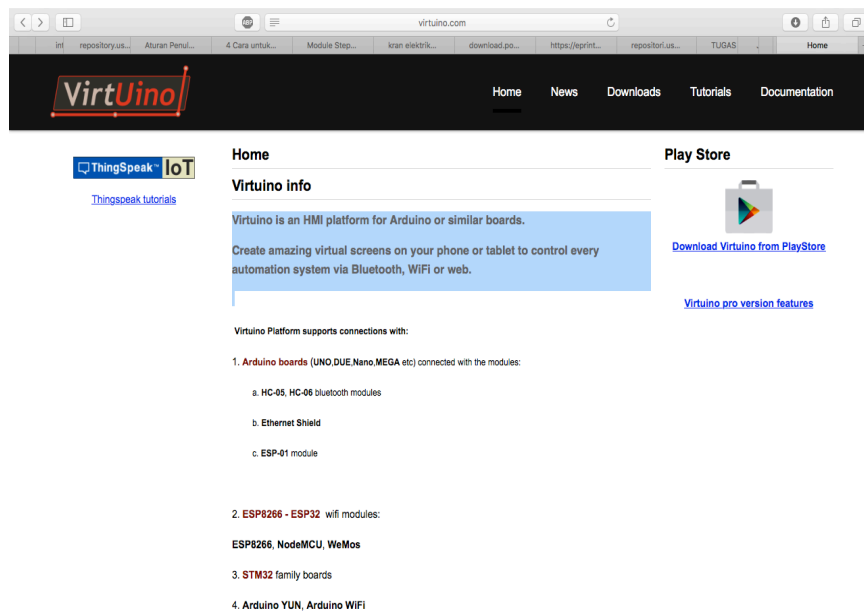 virtuino.com
repository.us...
Aturan Penul...
4 Cara untuk...
Module Step...
kran elektrik...
download.po...
https://eprint...
repositori.us...
TUGAS
Home
VirtUino
Home News Downloads Tutorials Documentation
ThingSpeak™ IoT
Thingspeak tutorials
Home
Virtuino info
Virtuino is an HMI platform for Arduino or similar boards.
Create amazing virtual screens on your phone or tablet to control every
automation system via Bluetooth, WiFi or web.
Virtuino Platform supports connections with:
1. Arduino boards (UNO,DUE,Nano,MEGA etc) connected with the modules:
a. HC-05, HC-06 bluetooth modules
b. Ethernet Shield
c. ESP-01 module
2. ESP8266 - ESP32 wifi modules:
ESP8266, NodeMCU, WeMos
3. STM32 family boards
4. Arduino YUN, Arduino WiFi
Play Store
Download Virtuino from PlayStore
Virtuino pro version features